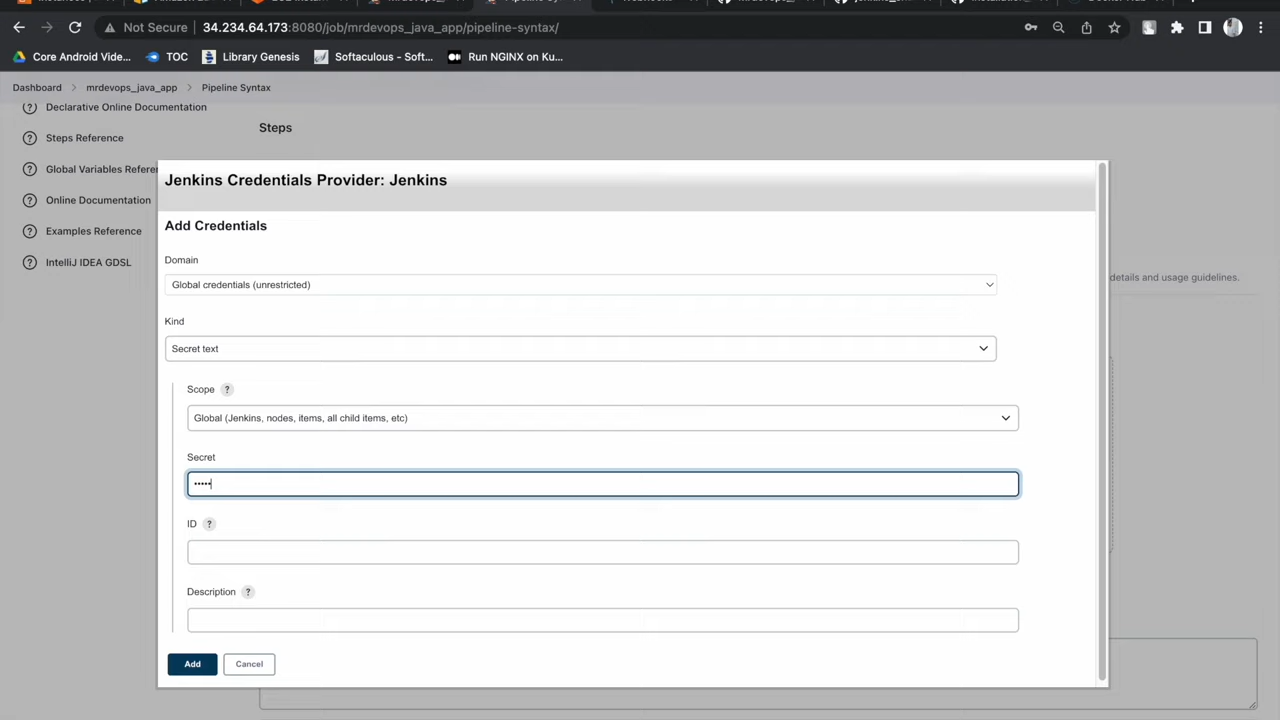 Not Secure 34.234.64.173:8080/job/mrdevops_java_app/pipeline-syntax/
Core Android Vide... TOC Library Genesis Softaculous - Soft... Run NGINX on Ku...
Dashboard mrdevops_java_app Pipeline Syntax
Declarative Online Documentation
Steps
Steps Reference
Global Variables Refere
Online Documentation
Examples Reference
IntelliJ IDEA GDSL
details and usage guidelines.
Jenkins Credentials Provider: Jenkins
Add Credentials
Domain
Global credentials (unrestricted)
Kind
Secret text
Scope ?
Global (Jenkins, nodes, items, all child items, etc)
Secret
•••••
ID ?
Description ?
Add Cancel